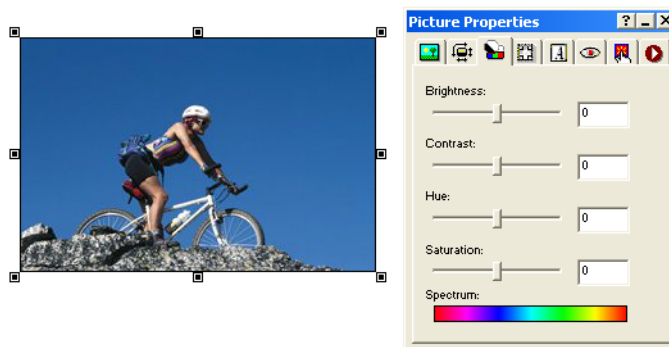 Picture Properties
Brightness:
0
Contrast:
0
Hue:
0
Saturation:
0
Spectrum: